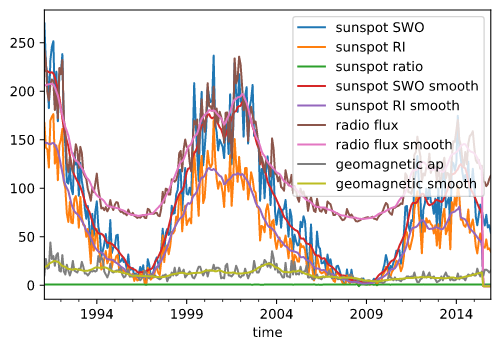 250
200
150
100
50
0
sunspot SWO
sunspot RI
sunspot ratio
sunspot SWO smooth
sunspot RI smooth
radio flux
radio flux smooth
geomagnetic ap
geomagnetic smooth
1994 1999 2004 2009 2014
time